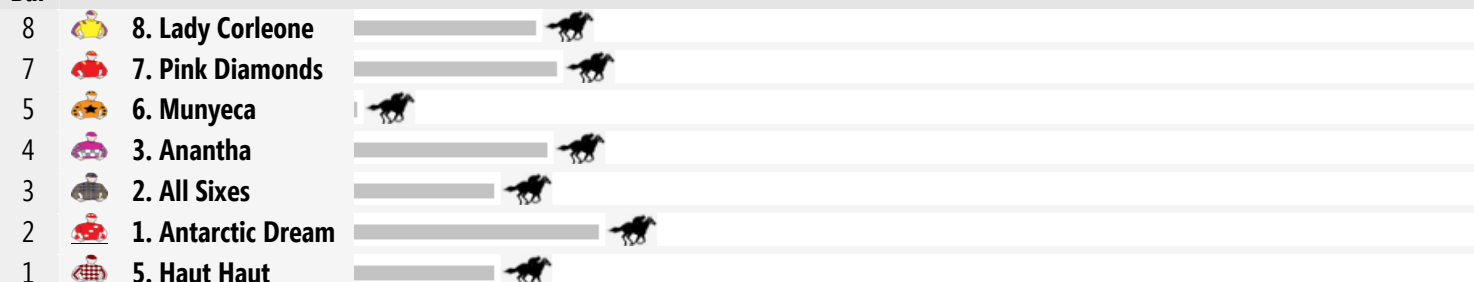 8 8. Lady Corleone
7 7. Pink Diamonds
5 6. Munyeca
4 3. Anantha
3 2. All Sixes
2 1. Antarctic Dream
1 5. Haut Haut